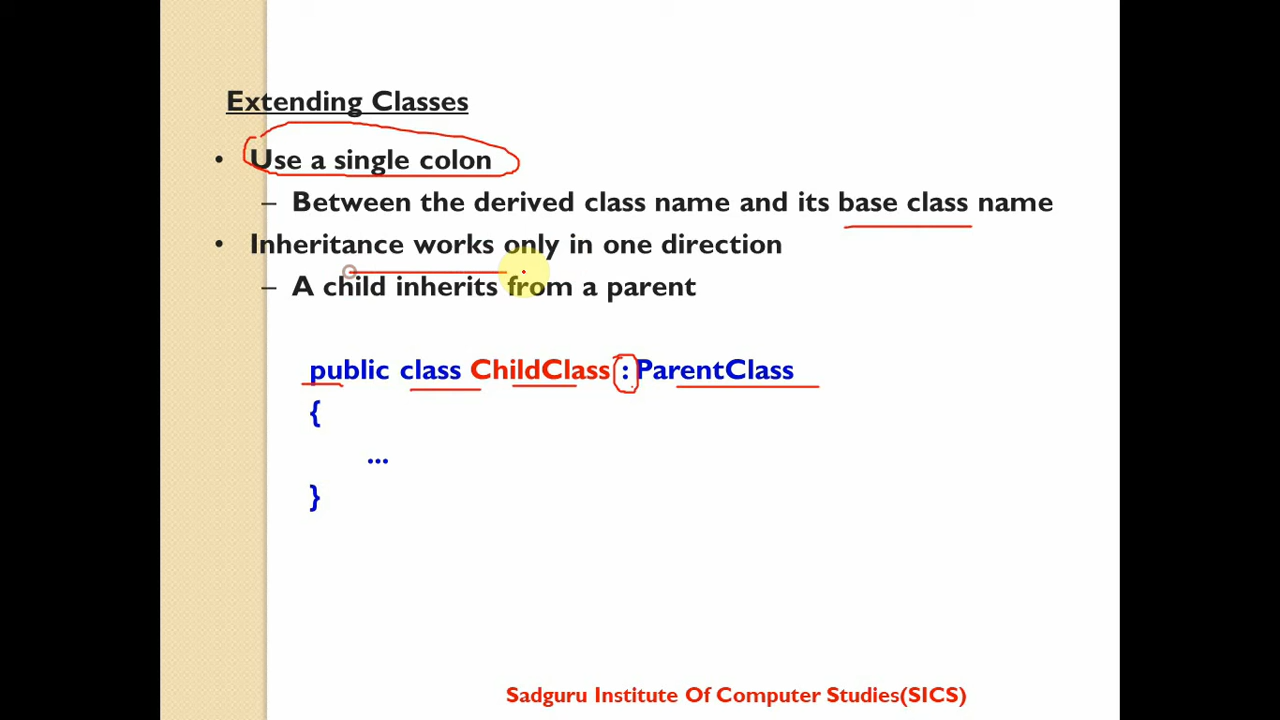 Extending Classes
• Use a single colon
– Between the derived class name and its base class name
• Inheritance works only in one direction
– A child inherits from a parent
public class ChildClass : ParentClass
{
...
}
Sadguru Institute Of Computer Studies(SICS)